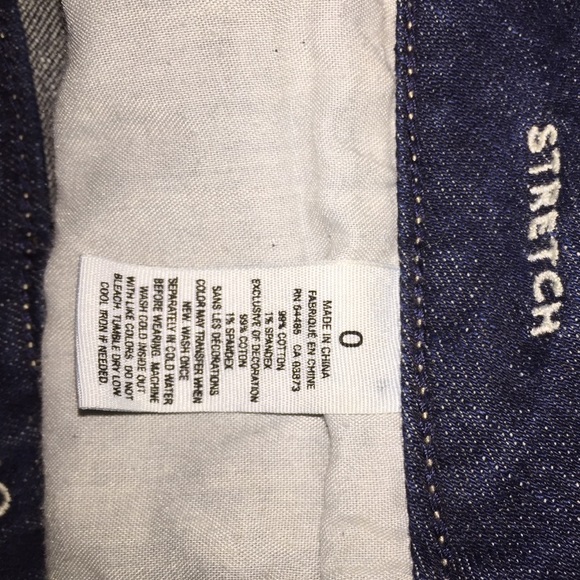 STRETCH
0
MADE IN CHINA
FABRIQUÉ EN CHINE
RN 54485 CA 03873
99% COTTON
1% SPANDEX
EXCLUSIVE OF DECORATION
99% COTON
1% SPANDEX
SANS LES DÉCORATIONS
COLOR MAY TRANSFER WHEN
NEW. WASH ONCE
SEPARATELY IN COLD WATER
BEFORE WEARING. MACHINE
WASH COLD INSIDE OUT
WITH LIKE COLORS. DO NOT
BLEACH. TUMBLE DRY LOW.
COOL IRON IF NEEDED.